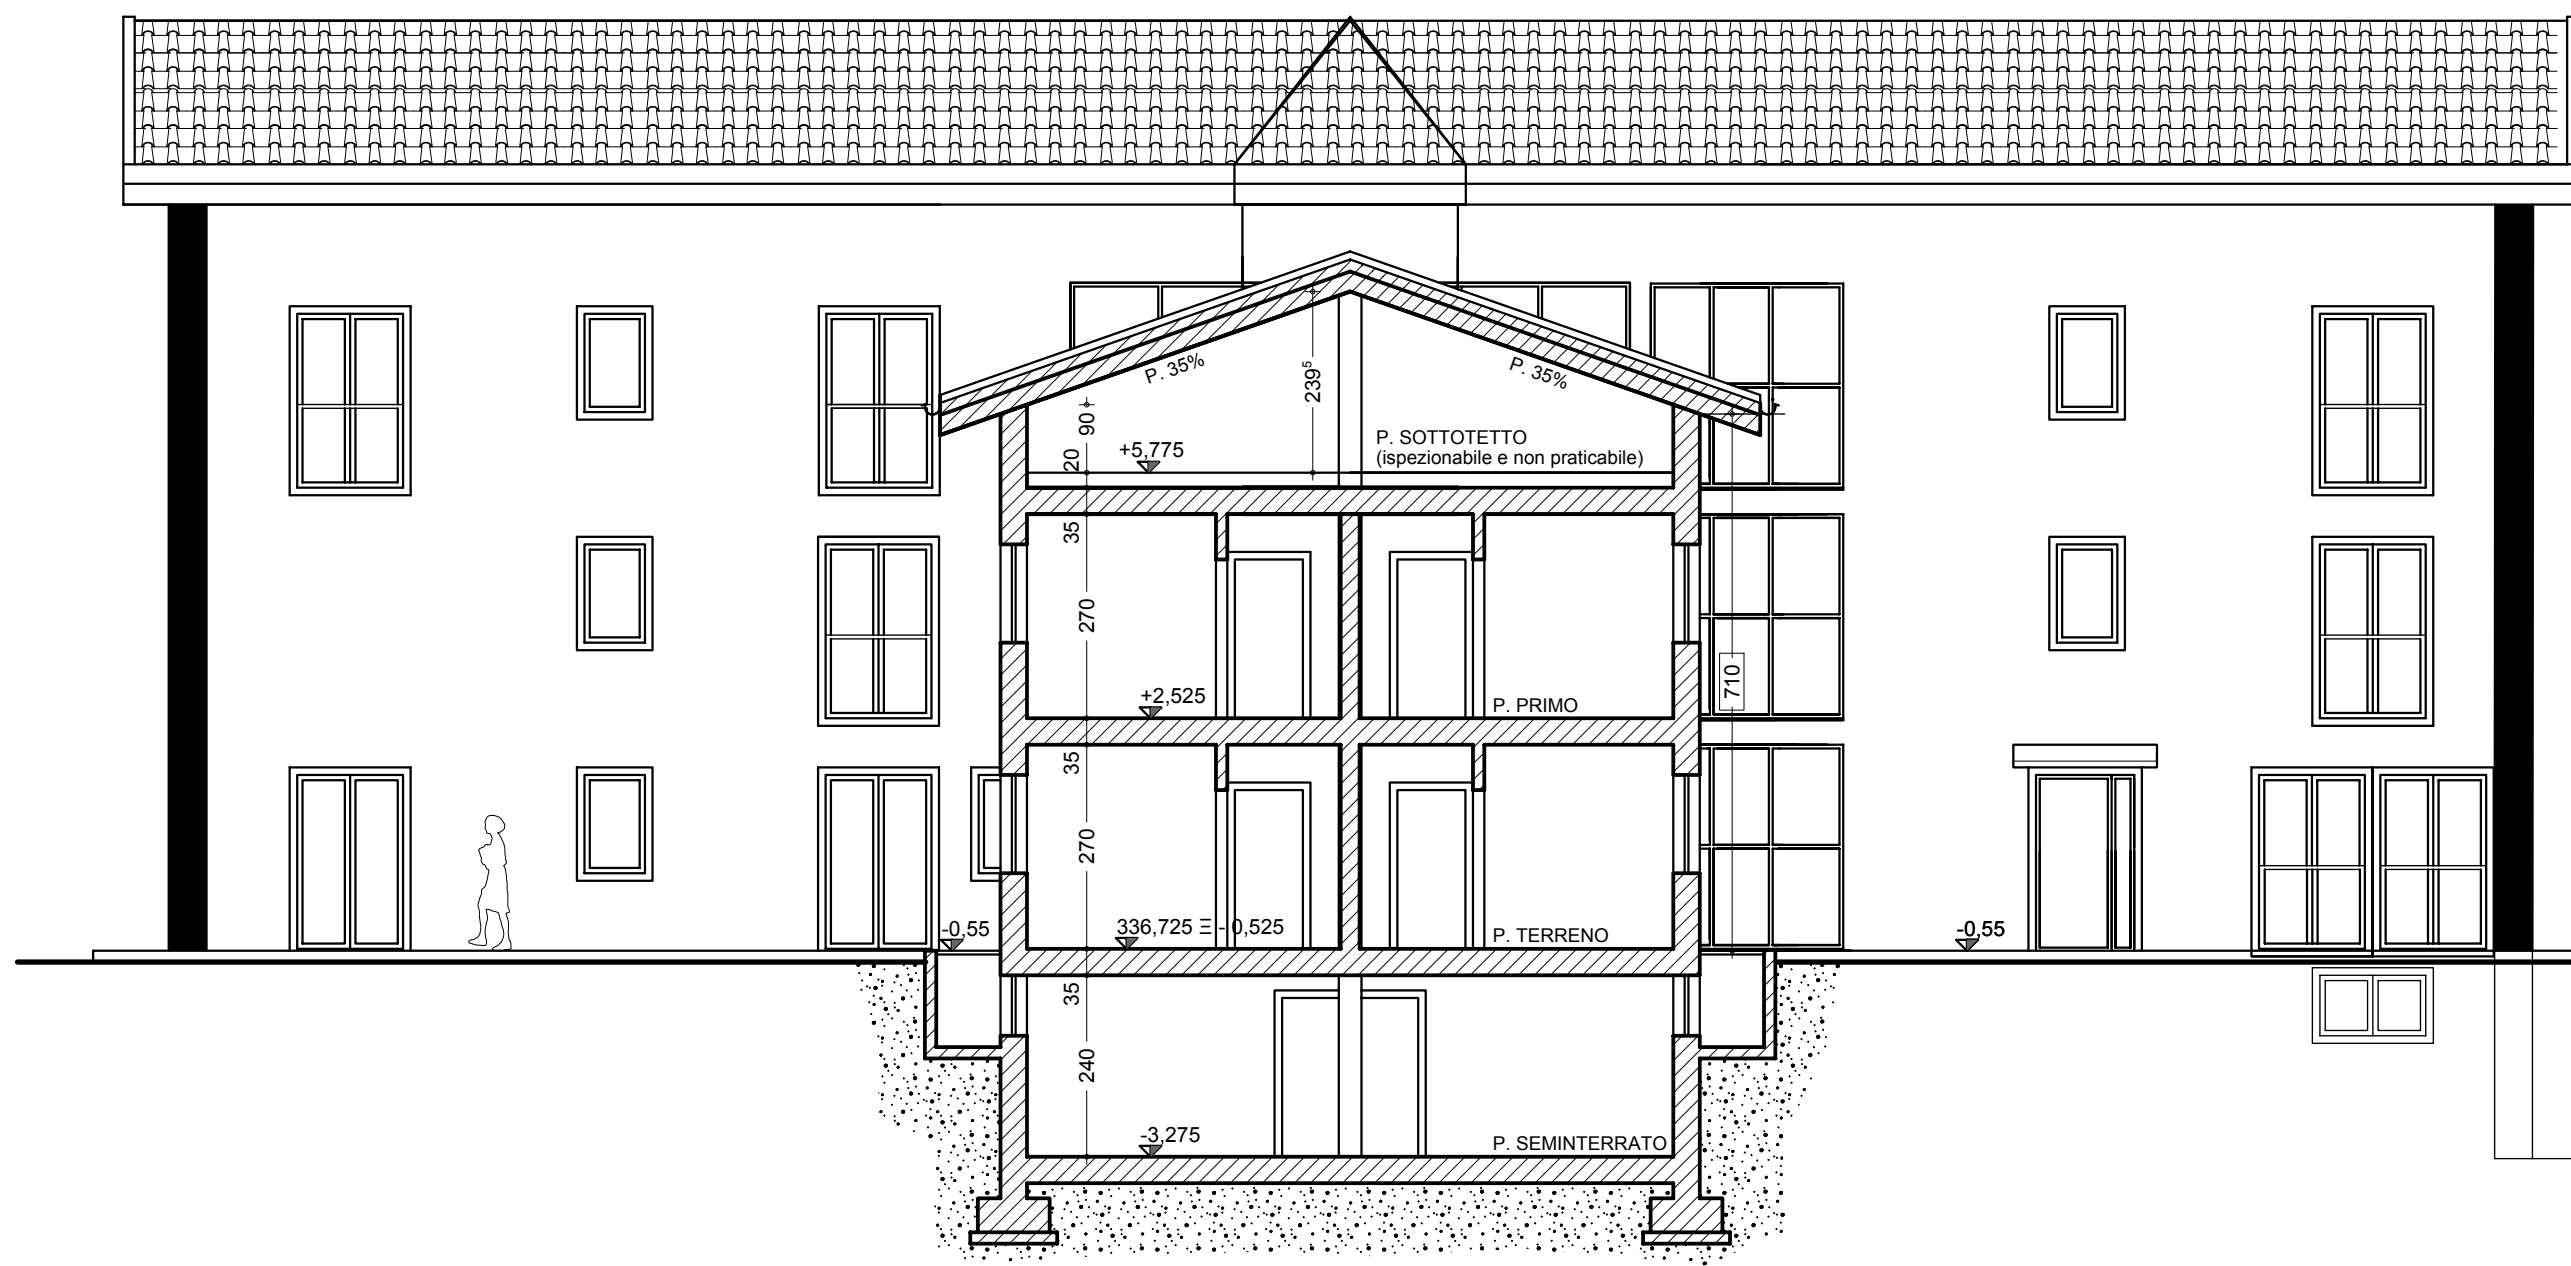 P. 35%
P. 35%
239⁵
90
20
+5,775
P. SOTTOTETTO
(ispezionabile e non praticabile)
35
270
+2,525
P. PRIMO
710
35
270
-0,55
336,725 Ξ - 0,525
P. TERRENO
-0,55
35
240
-3,275
P. SEMINTERRATO